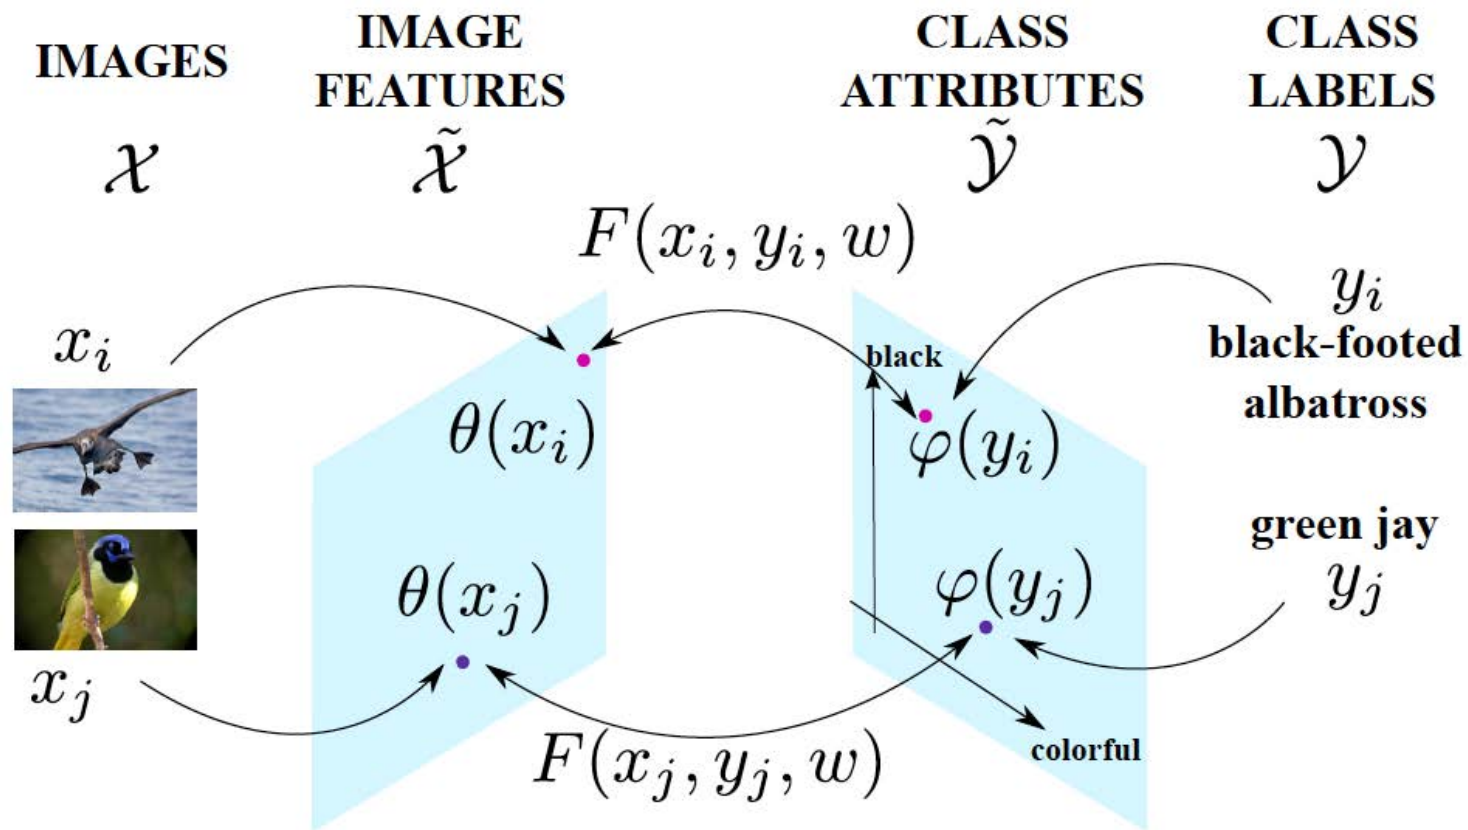 IMAGES
IMAGE
FEATURES
CLASS
ATTRIBUTES
CLASS
LABELS
𝒳
𝒳̃
𝒴̃
𝒴
F(x_i, y_i, w)
x_i
θ(x_i)
black
φ(y_i)
y_i
black-footed
albatross
green jay
y_j
θ(x_j)
φ(y_j)
x_j
colorful
F(x_j, y_j, w)